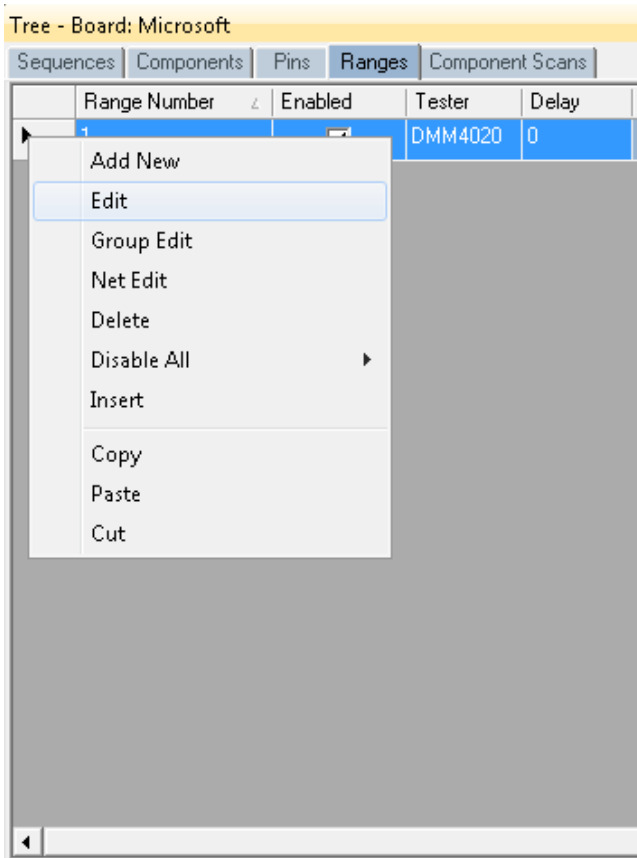 Tree - Board: Microsoft
Sequences Components Pins Ranges Component Scans
Range Number Enabled Tester Delay
1 DMM4020 0
Add New
Edit
Group Edit
Net Edit
Delete
Disable All
Insert
Copy
Paste
Cut